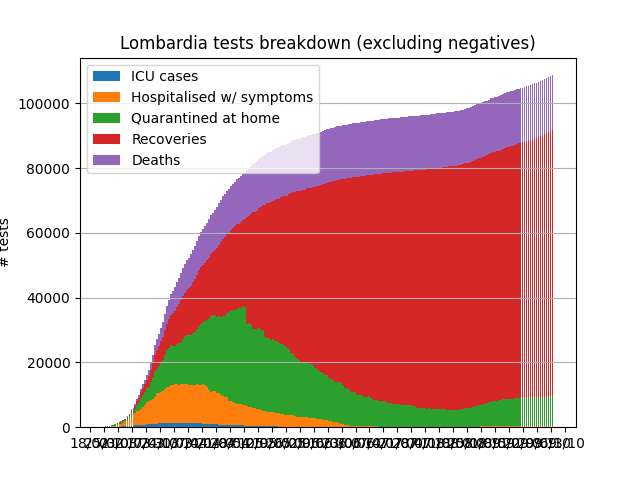 Lombardia tests breakdown (excluding negatives)
ICU cases
Hospitalised w/ symptoms
Quarantined at home
Recoveries
Deaths
# tests
100000
80000
60000
40000
20000
0